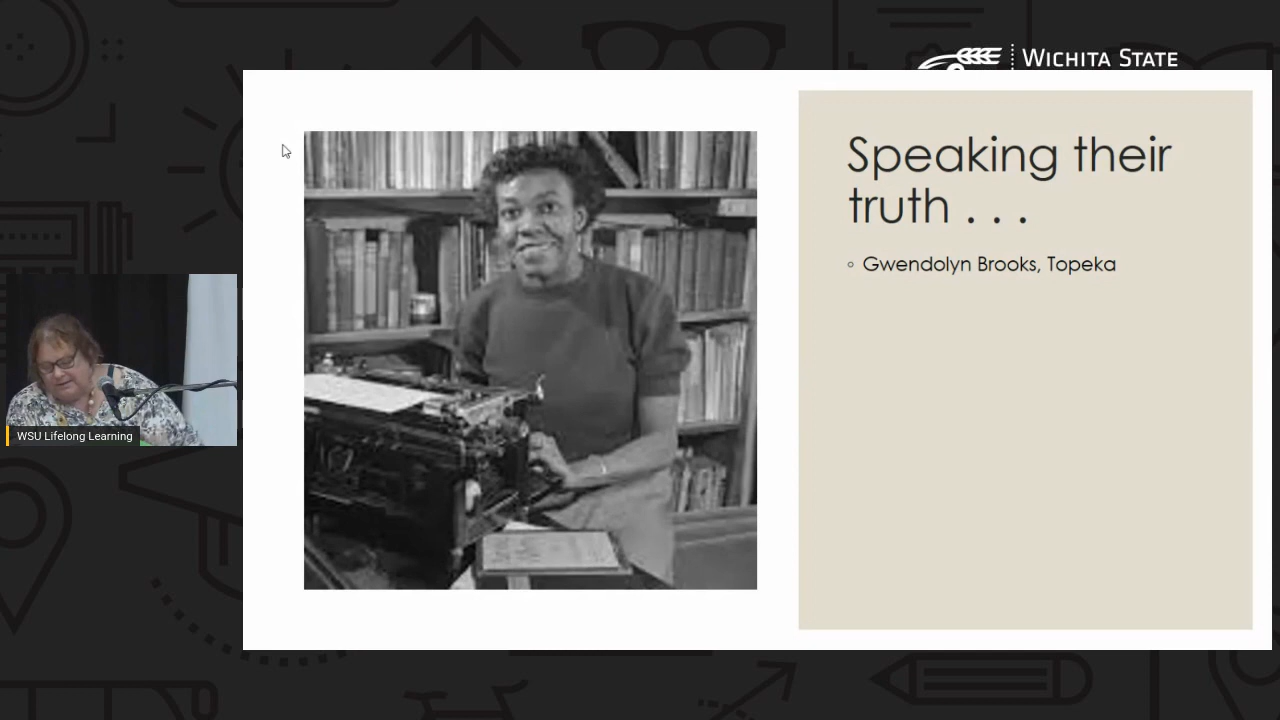 WICHITA STATE
Speaking their
truth . . .
◦ Gwendolyn Brooks, Topeka
WSU Lifelong Learning